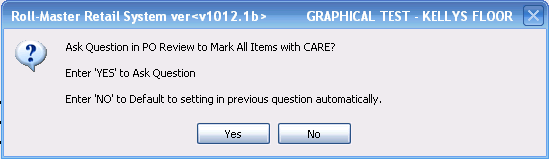 Roll-Master Retail System ver<v1012.1b> GRAPHICAL TEST - KELLYS FLOOR
Ask Question in PO Review to Mark All Items with CARE?
Enter 'YES' to Ask Question
Enter 'NO' to Default to setting in previous question automatically.
Yes No